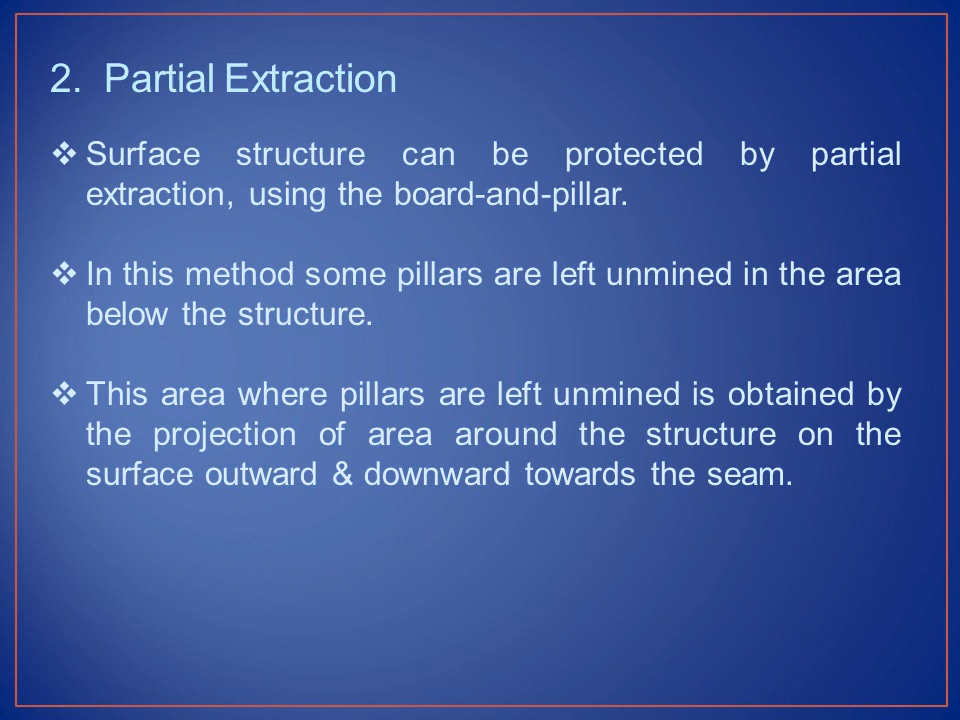 2. Partial Extraction
❖ Surface structure can be protected by partial
extraction, using the board-and-pillar.
❖ In this method some pillars are left unmined in the area
below the structure.
❖ This area where pillars are left unmined is obtained by
the projection of area around the structure on the
surface outward & downward towards the seam.